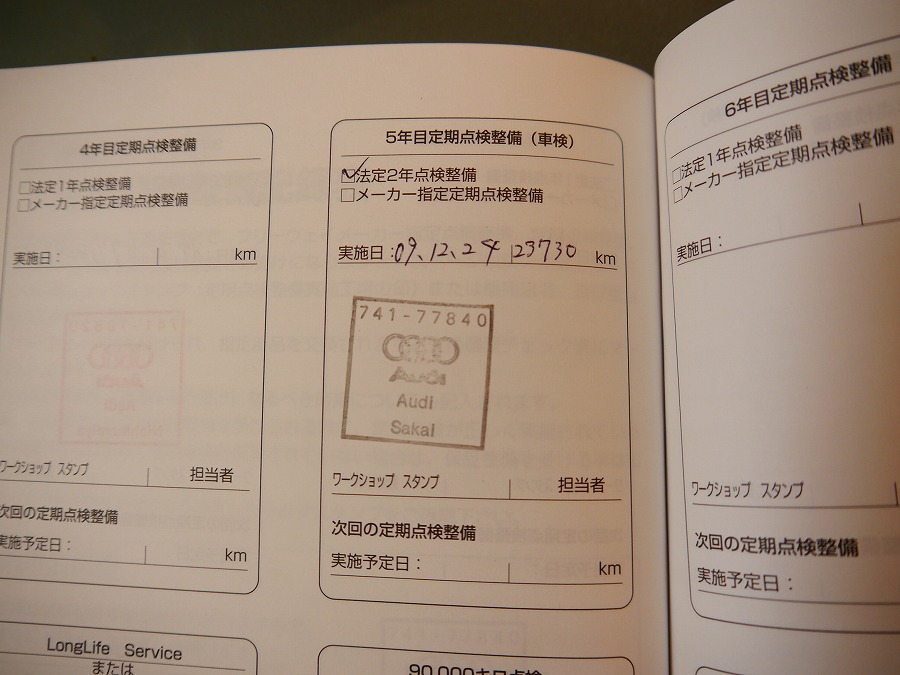 4年目定期点検整備
□法定1年点検整備
□メーカー指定定期点検整備
実施日: km
ワークショップ スタンプ 担当者
次回の定期点検整備
実施予定日: km
LongLife Service
または
5年目定期点検整備(車検)
☑法定2年点検整備
□メーカー指定定期点検整備
実施日:09.12.24 23730 km
741-77840
Audi
Audi
Sakai
ワークショップ スタンプ 担当者
次回の定期点検整備
実施予定日: km
90,000キロ点検
6年目定期点検整備
□法定1年点検整備
□メーカー指定定期点検整備
実施日:
ワークショップ スタンプ
次回の定期点検整備
実施予定日: